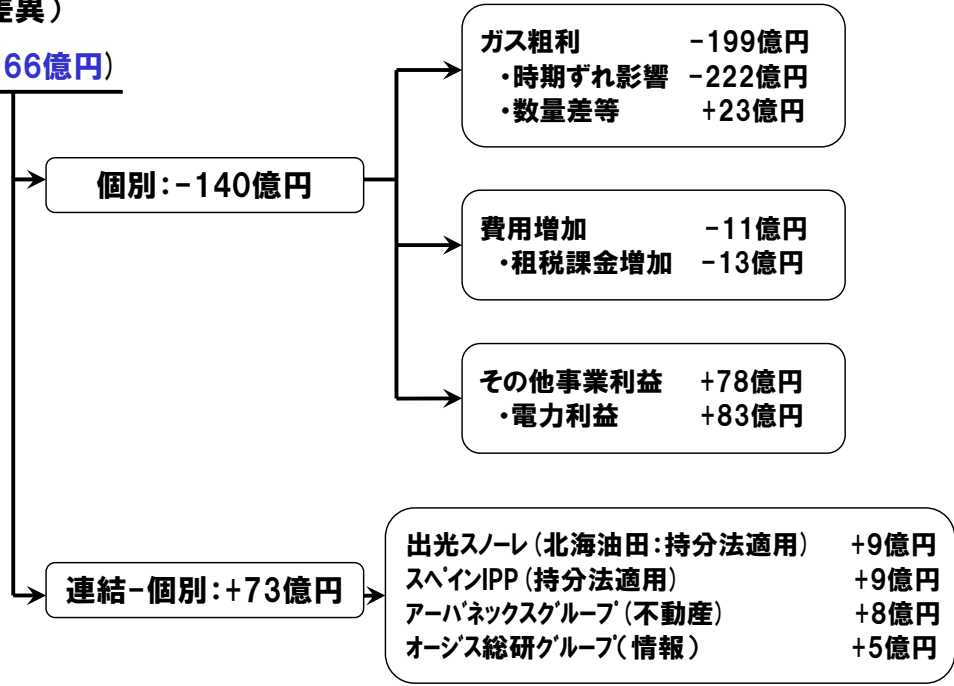 差異）
66億円）
ガス粗利 －199億円
・時期ずれ影響 －222億円
・数量差等 ＋23億円
個別：－140億円
費用増加 －11億円
・租税課金増加 －13億円
その他事業利益 ＋78億円
・電力利益 ＋83億円
連結－個別：＋73億円
出光スノーレ（北海油田：持分法適用） ＋9億円
スペインIPP（持分法適用） ＋9億円
アーバネックスグループ（不動産） ＋8億円
オージス総研グループ（情報） ＋5億円